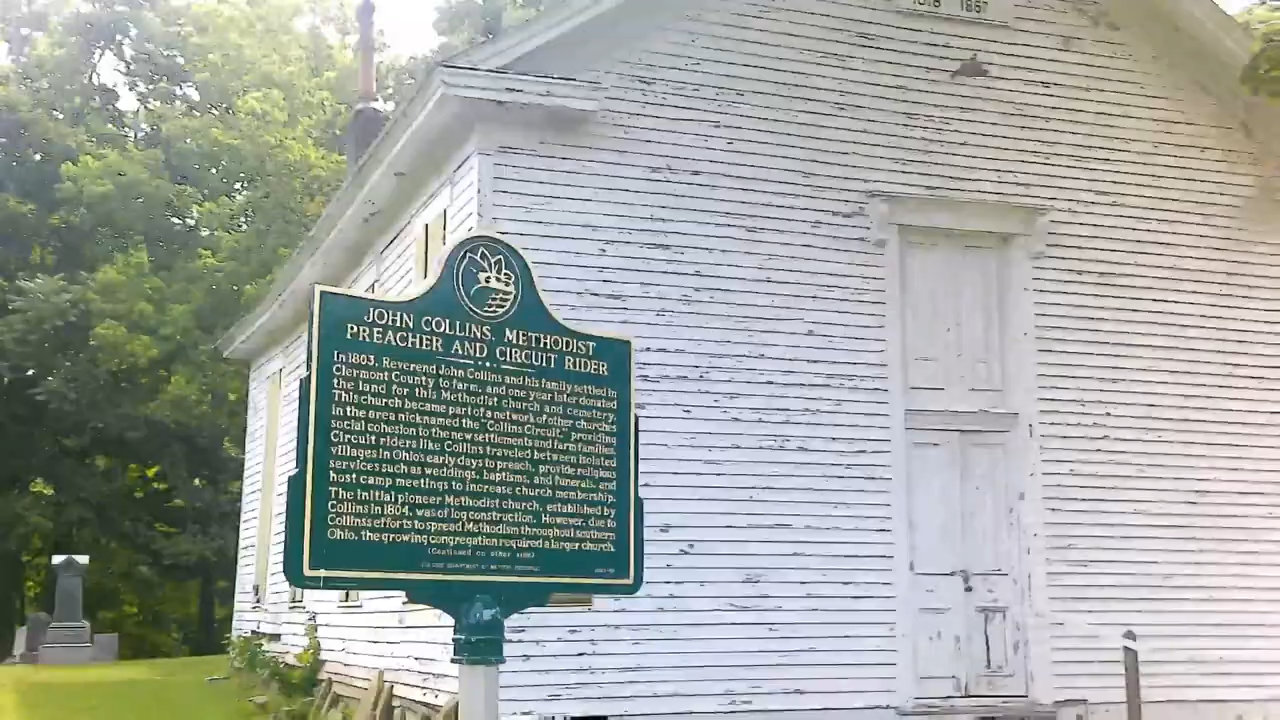 1818 1867
JOHN COLLINS, METHODIST
PREACHER AND CIRCUIT RIDER
In 1803, Reverend John Collins and his family settled in
Clermont County to farm, and one year later donated
the land for this Methodist church and cemetery.
This church became part of a network of other churches
in the area nicknamed the "Collins Circuit," providing
social cohesion to the new settlements and farm families.
Circuit riders like Collins traveled between isolated
villages in Ohio's early days to preach, provide religious
services such as weddings, baptisms, and funerals, and
host camp meetings to increase church membership.
The initial pioneer Methodist church, established by
Collins in 1804, was of log construction. However, due to
Collins's efforts to spread Methodism throughout southern
Ohio, the growing congregation required a larger church.
(Continued on other side)